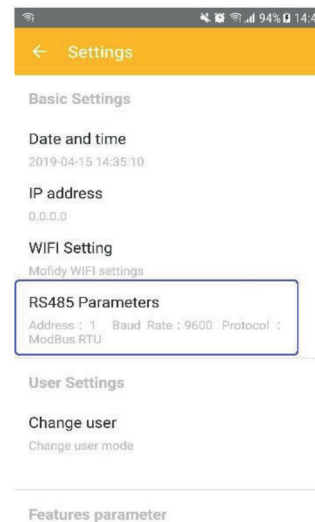 94% 14:4
← Settings
Basic Settings
Date and time
2019-04-15 14:35:10
IP address
0.0.0.0
WIFI Setting
Mofidy WIFI settings
RS485 Parameters
Address : 1 Baud Rate : 9600 Protocol :
ModBus RTU
User Settings
Change user
Change user mode
Features parameter